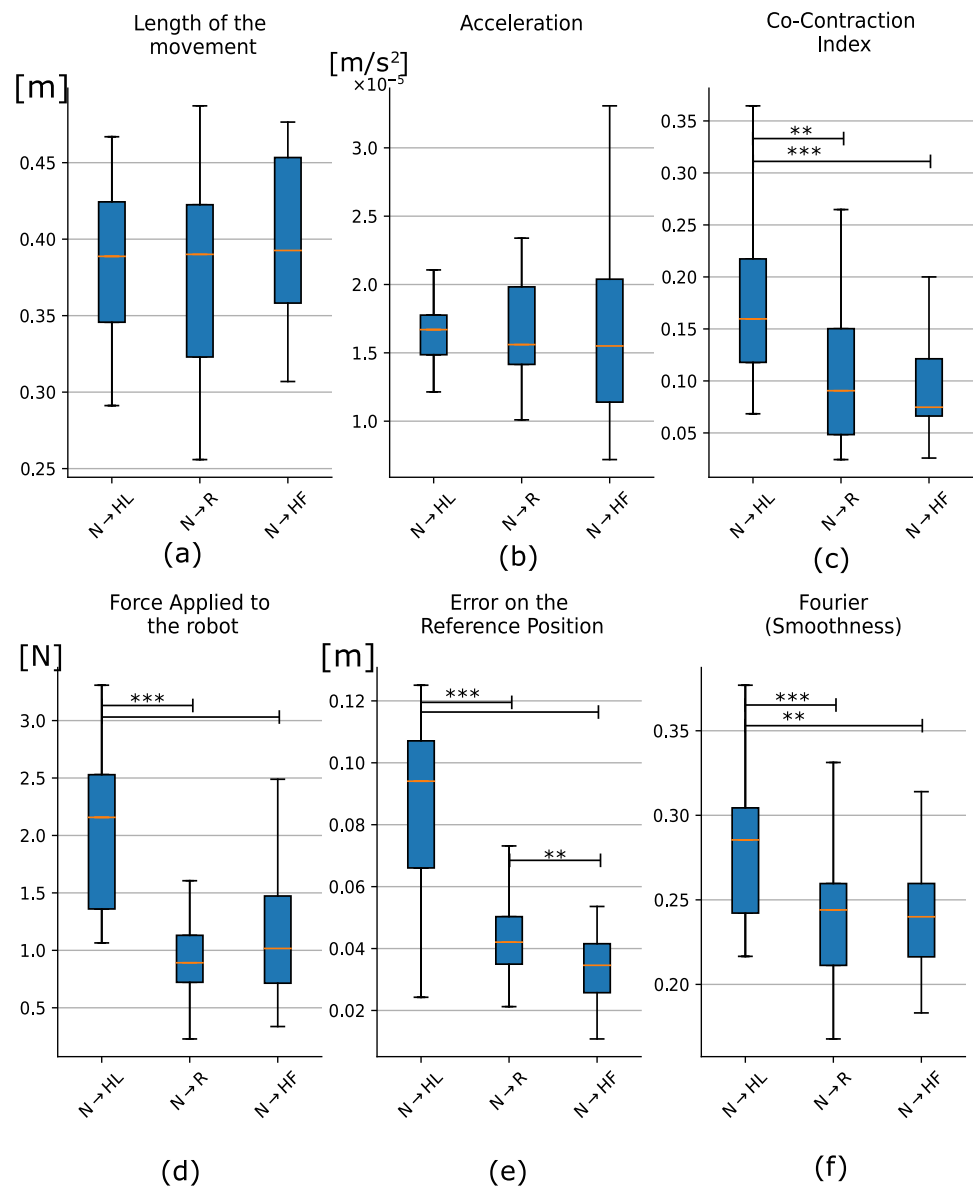 Length of the
movement
[m]
0.45
0.40
0.35
0.30
0.25
N→HL
N→R
N→HF
(a)
Acceleration
[m/s²]
×10⁻⁵
3.0
2.5
2.0
1.5
1.0
N→HL
N→R
N→HF
(b)
Co-Contraction
Index
0.35
0.30
0.25
0.20
0.15
0.10
0.05
**
***
N→HL
N→R
N→HF
(c)
Force Applied to
the robot
[N]
3.0
2.5
2.0
1.5
1.0
0.5
***
N→HL
N→R
N→HF
(d)
Error on the
Reference Position
[m]
0.12
0.10
0.08
0.06
0.04
0.02
***
**
N→HL
N→R
N→HF
(e)
Fourier
(Smoothness)
0.35
0.30
0.25
0.20
***
**
N→HL
N→R
N→HF
(f)